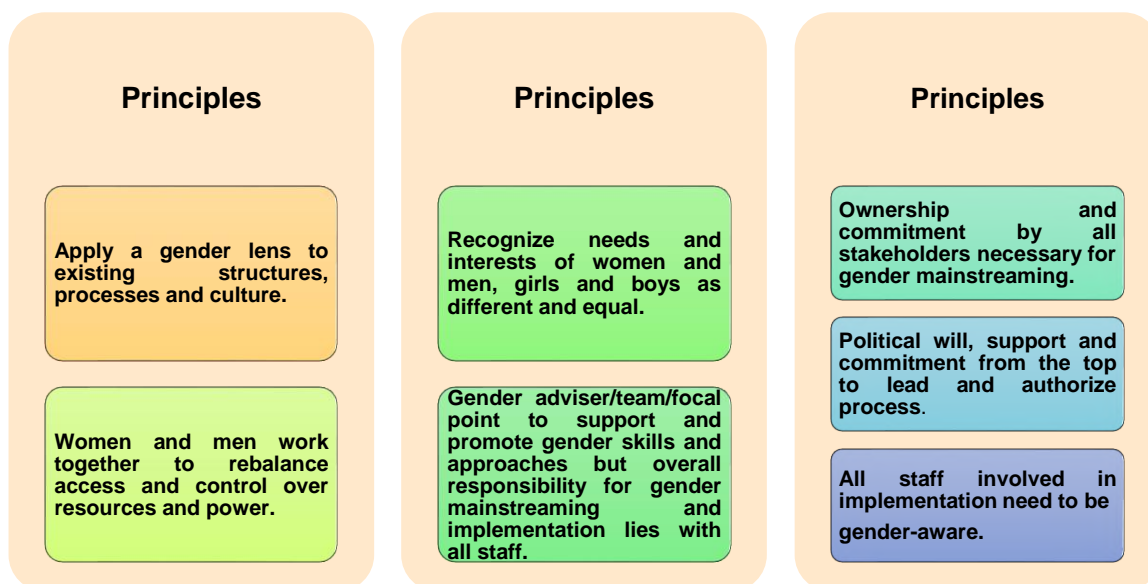 Principles
Apply a gender lens to
existing structures,
processes and culture.
Women and men work
together to rebalance
access and control over
resources and power.
Principles
Recognize needs and
interests of women and
men, girls and boys as
different and equal.
Gender adviser/team/focal
point to support and
promote gender skills and
approaches but overall
responsibility for gender
mainstreaming and
implementation lies with
all staff.
Principles
Ownership and
commitment by all
stakeholders necessary for
gender mainstreaming.
Political will, support and
commitment from the top
to lead and authorize
process.
All staff involved in
implementation need to be
gender-aware.